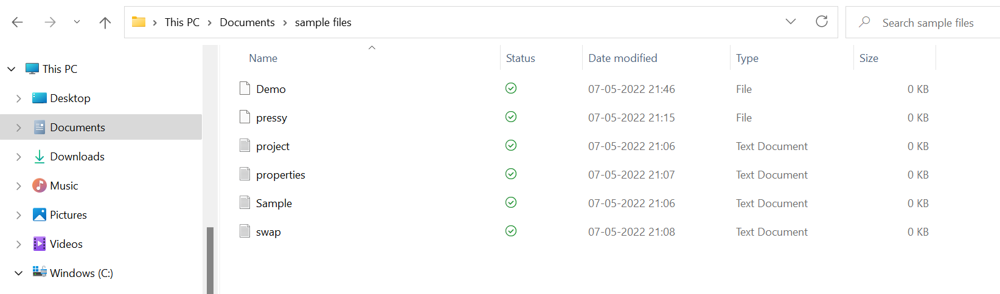 This PC Documents sample files
Search sample files
This PC
Desktop
Documents
Downloads
Music
Pictures
Videos
Windows (C:)
Name Status Date modified Type Size
Demo 07-05-2022 21:46 File 0 KB
pressy 07-05-2022 21:15 File 0 KB
project 07-05-2022 21:06 Text Document 0 KB
properties 07-05-2022 21:07 Text Document 0 KB
Sample 07-05-2022 21:06 Text Document 0 KB
swap 07-05-2022 21:08 Text Document 0 KB